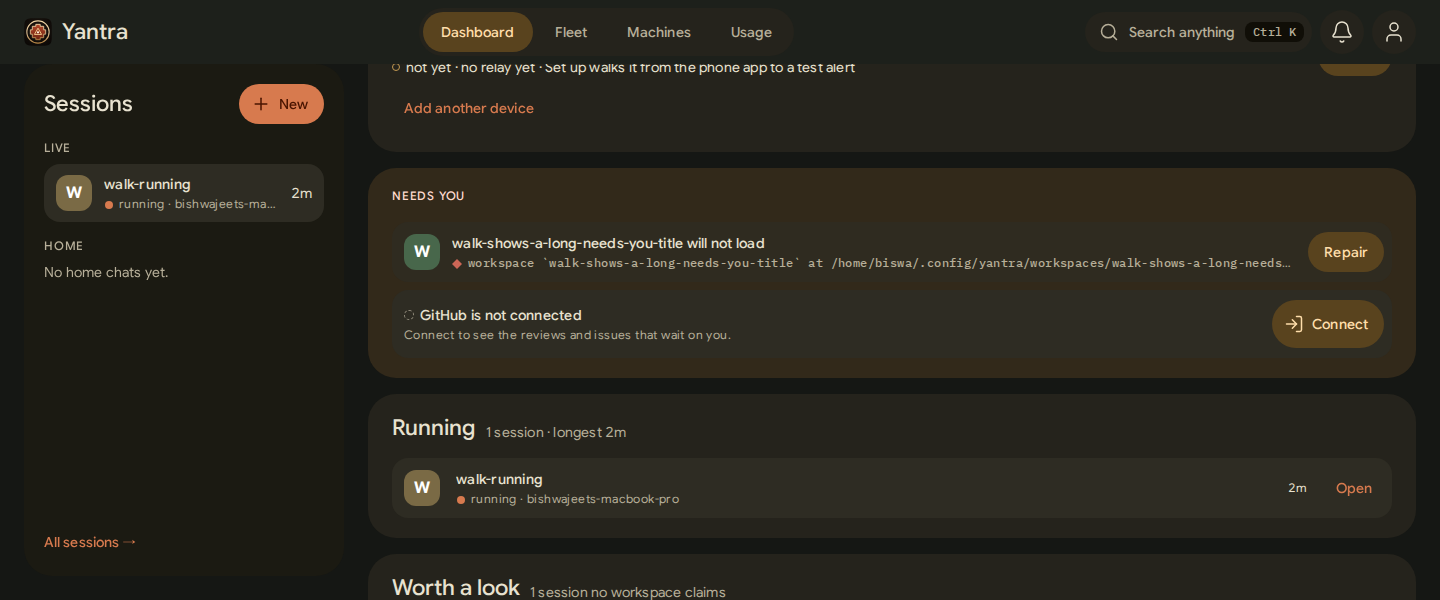 Yantra
Dashboard
Fleet
Machines
Usage
Search anything
Ctrl K
Sessions
New
LIVE
W
walk-running
running · bishwajeets-ma…
2m
HOME
No home chats yet.
All sessions →
not yet · no relay yet · Set up walks it from the phone app to a test alert
Add another device
NEEDS YOU
W
walk-shows-a-long-needs-you-title will not load
workspace `walk-shows-a-long-needs-you-title` at /home/biswa/.config/yantra/workspaces/walk-shows-a-long-needs…
Repair
GitHub is not connected
Connect to see the reviews and issues that wait on you.
Connect
Running
1 session · longest 2m
W
walk-running
running · bishwajeets-macbook-pro
2m
Open
Worth a look
1 session no workspace claims